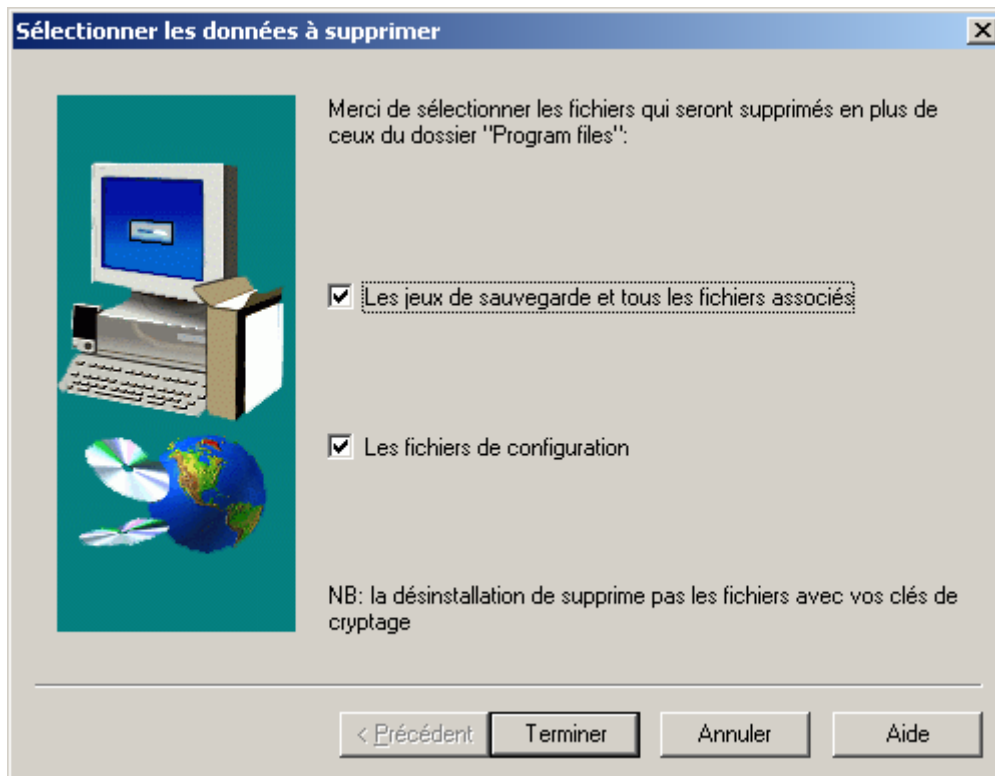 Sélectionner les données à supprimer
Merci de sélectionner les fichiers qui seront supprimés en plus de
ceux du dossier "Program files":
Les jeux de sauvegarde et tous les fichiers associés
Les fichiers de configuration
NB: la désinstallation de supprime pas les fichiers avec vos clés de
cryptage
< Précédent Terminer Annuler Aide